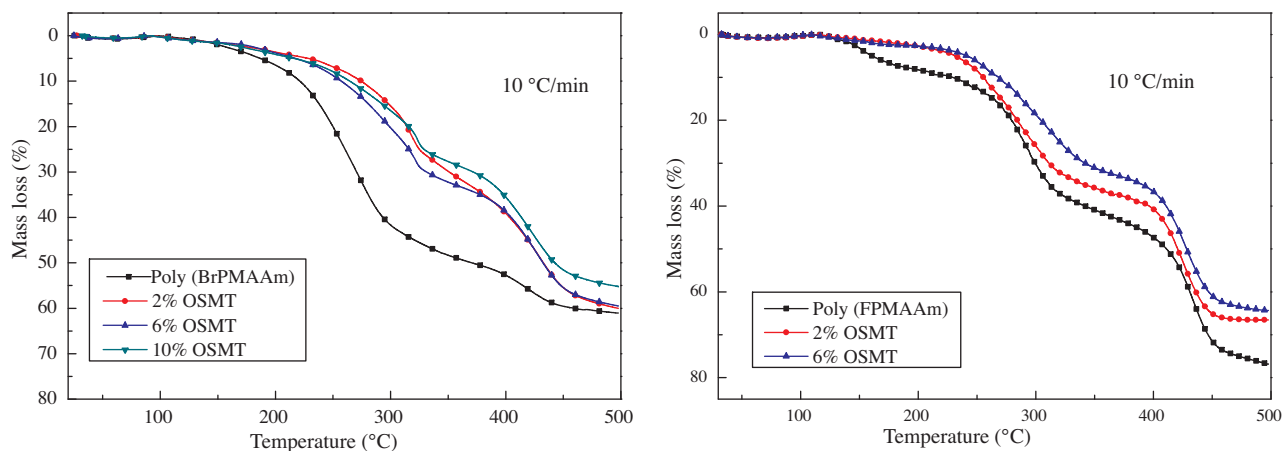 0
10
20
30
40
50
60
70
80
Mass loss (%)
10 °C/min
Poly (BrPMAAm)
2% OSMT
6% OSMT
10% OSMT
100 200 300 400 500
Temperature (°C)
0
20
40
60
80
Mass loss (%)
10 °C/min
Poly (FPMAAm)
2% OSMT
6% OSMT
100 200 300 400 500
Temperature (°C)